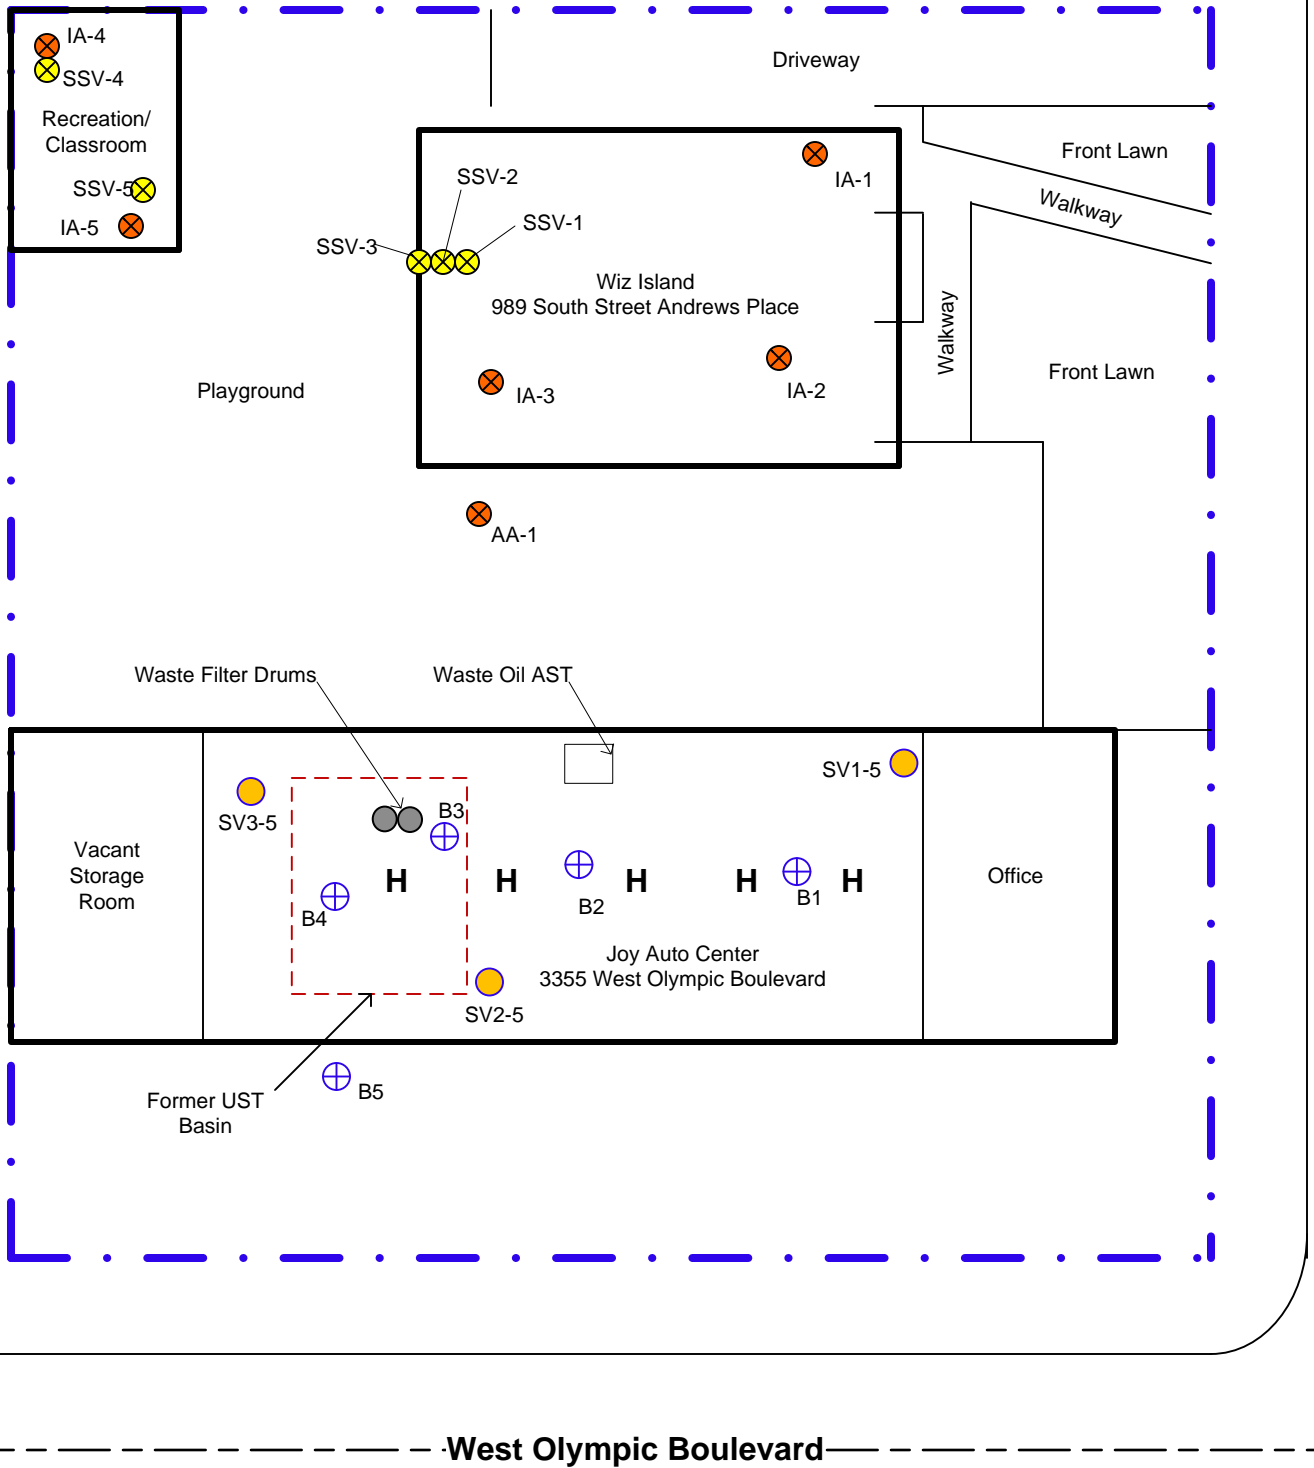 IA-4
SSV-4
Recreation/
Classroom
SSV-5
IA-5
Driveway
Front Lawn
Walkway
IA-1
SSV-2
SSV-1
SSV-3
Wiz Island
989 South Street Andrews Place
Walkway
Front Lawn
IA-2
IA-3
Playground
AA-1
Waste Filter Drums
Waste Oil AST
SV1-5
SV3-5
B3
Vacant
Storage
Room
H
H
H
H
H
B4
B2
B1
Office
Joy Auto Center
3355 West Olympic Boulevard
SV2-5
B5
Former UST
Basin
West Olympic Boulevard